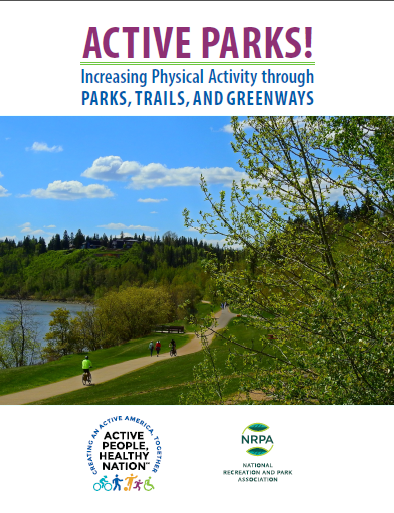 ACTIVE PARKS!
Increasing Physical Activity through
PARKS, TRAILS, AND GREENWAYS
CREATING AN ACTIVE AMERICA, TOGETHER
ACTIVE
PEOPLE,
HEALTHY
NATION℠
NRPA
NATIONAL
RECREATION AND PARK
ASSOCIATION